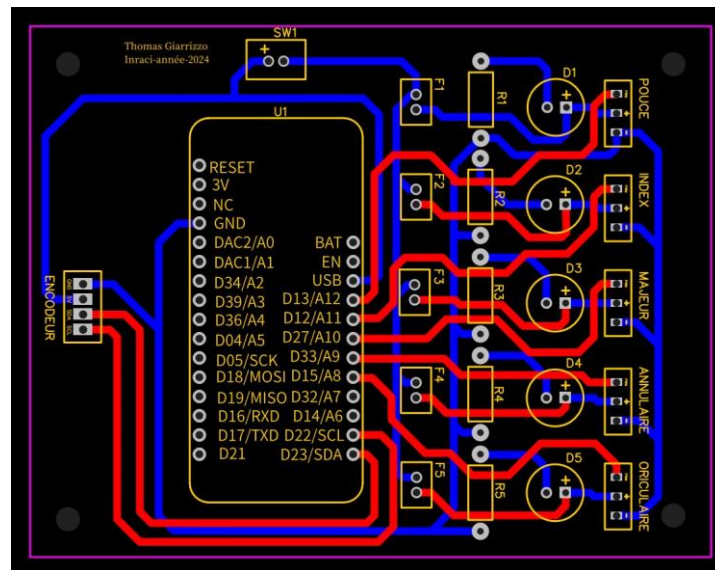 SW1
+
Thomas Giarrizzo
Inraci-année-2024
U1
RESET
3V
NC
GND
DAC2/A0
DAC1/A1
D34/A2
D39/A3
D36/A4
D04/A5
D05/SCK
D18/MOSI
D19/MISO
D16/RXD
D17/TXD
D21
BAT
EN
USB
D13/A12
D12/A11
D27/A10
D33/A9
D15/A8
D32/A7
D14/A6
D22/SCL
D23/SDA
ENCODEUR
GND
5V
SDA
SCL
F1
R1
D1
+
POUCE
+
-
F2
R2
D2
+
INDEX
+
-
F3
R3
D3
+
MAJEUR
+
-
F4
R4
D4
+
ANNULAIRE
+
-
F5
R5
D5
+
ORICULAIRE
+
-